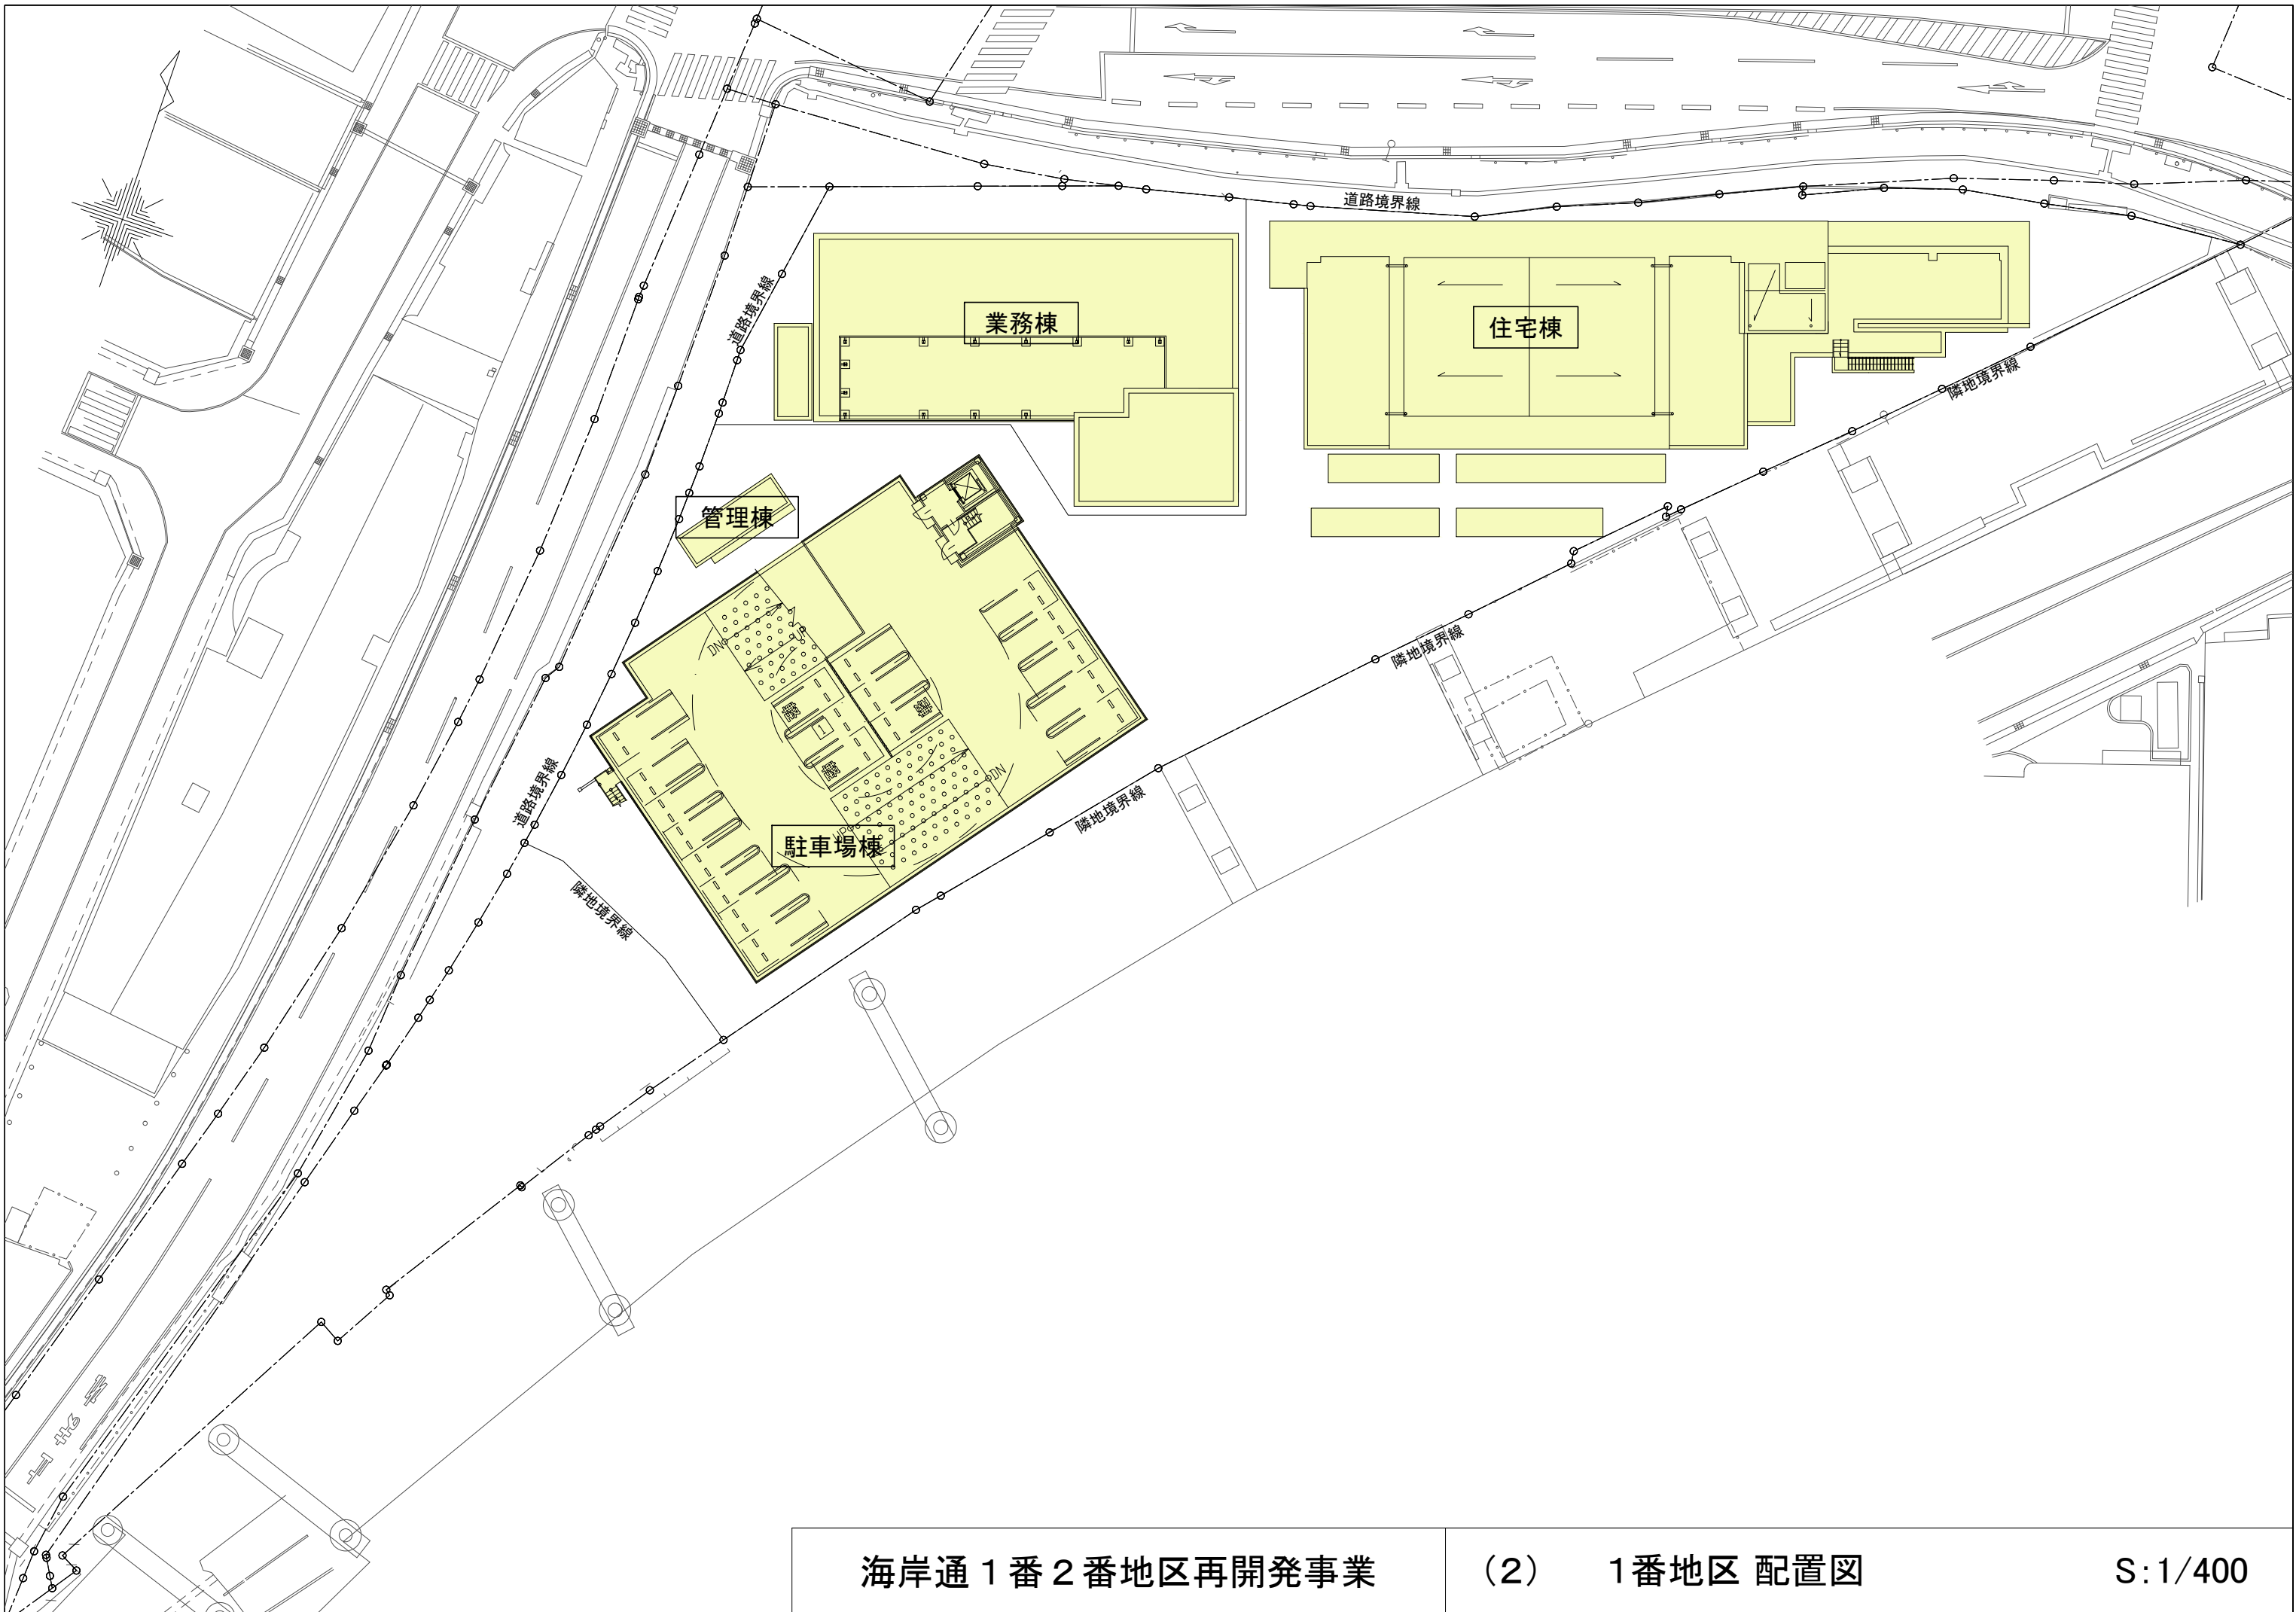 道路境界線
道路境界線
業務棟
住宅棟
隣地境界線
管理棟
DN
UP
隣地境界線
1
道路境界線
DN
UP
隣地境界線
駐車場棟
隣地境界線
海岸通１番２番地区再開発事業
（2） 1番地区 配置図 S:1/400